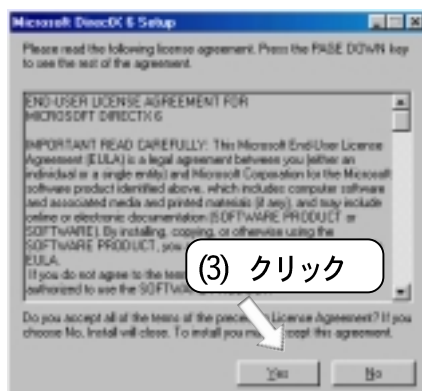 Microsoft DirectX 6 Setup
Please read the following license agreement. Press the PAGE DOWN key
to see the rest of the agreement.
END-USER LICENSE AGREEMENT FOR
MICROSOFT DIRECTX 6
IMPORTANT READ CAREFULLY: This Microsoft End-User License
Agreement (EULA) is a legal agreement between you (either an
individual or a single entity) and Microsoft Corporation for the Microsoft
software product identified above, which includes computer software
and associated media and printed materials (if any), and may include
online or electronic documentation (SOFTWARE PRODUCT or
SOFTWARE). By installing, copying, or otherwise using the
SOFTWARE PRODUCT, you
EULA.
If you do not agree to the
authorized to use the
(3) クリック
Do you accept all of the terms of the License Agreement? If you
choose No, Install will close. To install you accept this agreement.
Yes
No